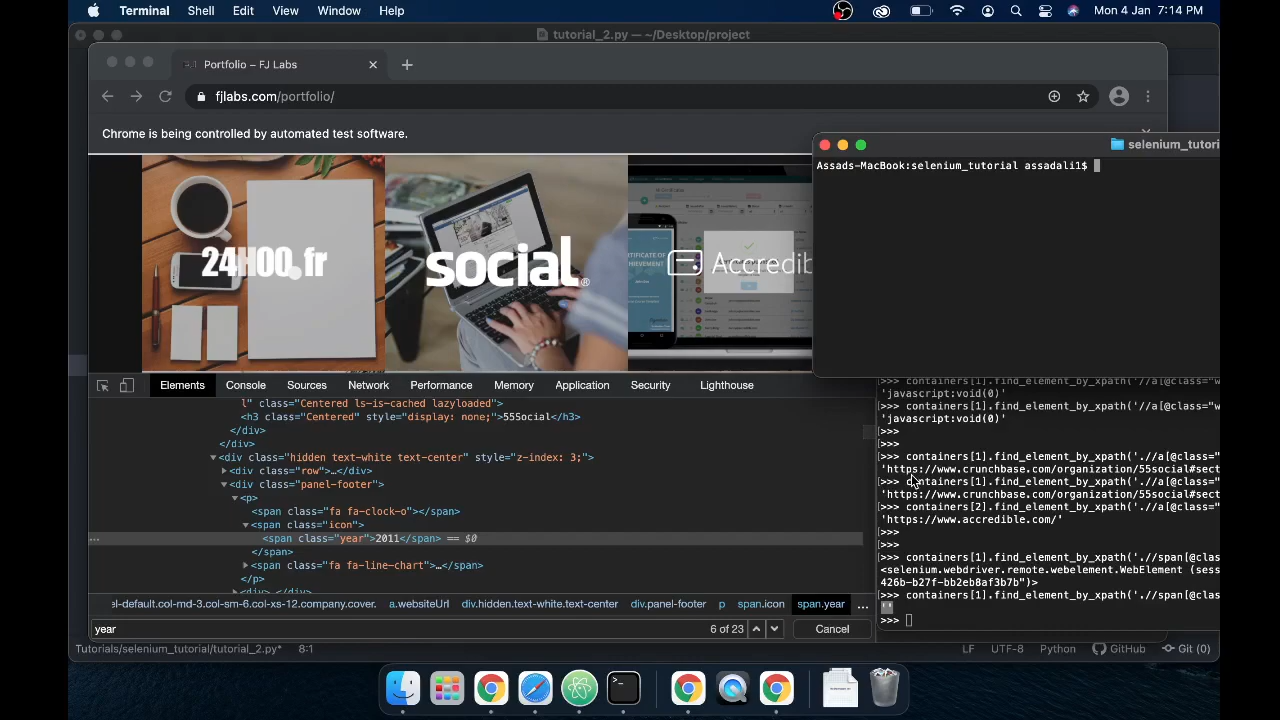 Terminal Shell Edit View Window Help Mon 4 Jan 7:14 PM
tutorial_2.py — ~/Desktop/project
Portfolio – FJ Labs
fjlabs.com/portfolio/
Chrome is being controlled by automated test software.
selenium_tutori
Assads-MacBook:selenium_tutorial assadali1$
24H00.fr
social®
Accredib
Elements Console Sources Network Performance Memory Application Security Lighthouse
l" class="Centered ls-is-cached lazyloaded">
<h3 class="Centered" style="display: none;">55Social</h3>
</div>
</div>
<div class="hidden text-white text-center" style="z-index: 3;">
<div class="row">…</div>
<div class="panel-footer">
<p>
<span class="fa fa-clock-o"></span>
<span class="icon">
<span class="year">2011</span> == $0
</span>
<span class="fa fa-line-chart">…</span>
</p>
el-default.col-md-3.col-sm-6.col-xs-12.company.cover. a.websiteUrl div.hidden.text-white.text-center div.panel-footer p span.icon span.year …
year 6 of 23 Cancel
>>> containers[1].find_element_by_xpath('//a[@class="w
'javascript:void(0)'
>>> containers[1].find_element_by_xpath('//a[@class="w
'javascript:void(0)'
>>>
>>>
>>> containers[1].find_element_by_xpath('.//a[@class="
'https://www.crunchbase.com/organization/55social#sect
>>> containers[1].find_element_by_xpath('.//a[@class="
'https://www.crunchbase.com/organization/55social#sect
>>> containers[2].find_element_by_xpath('.//a[@class="
'https://www.accredible.com/'
>>>
>>>
>>> containers[1].find_element_by_xpath('.//span[@clas
<selenium.webdriver.remote.webelement.WebElement (sess
426b-b27f-bb2eb8af3b7b")>
>>> containers[1].find_element_by_xpath('.//span[@clas
''
>>>
Tutorials/selenium_tutorial/tutorial_2.py* 8:1 LF UTF-8 Python GitHub Git (0)